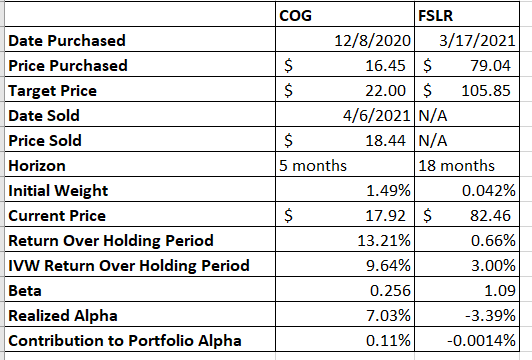 COG FSLR
Date Purchased 12/8/2020 3/17/2021
Price Purchased $ 16.45 $ 79.04
Target Price $ 22.00 $ 105.85
Date Sold 4/6/2021 N/A
Price Sold $ 18.44 N/A
Horizon 5 months 18 months
Initial Weight 1.49% 0.042%
Current Price $ 17.92 $ 82.46
Return Over Holding Period 13.21% 0.66%
IVW Return Over Holding Period 9.64% 3.00%
Beta 0.256 1.09
Realized Alpha 7.03% -3.39%
Contribution to Portfolio Alpha 0.11% -0.0014%